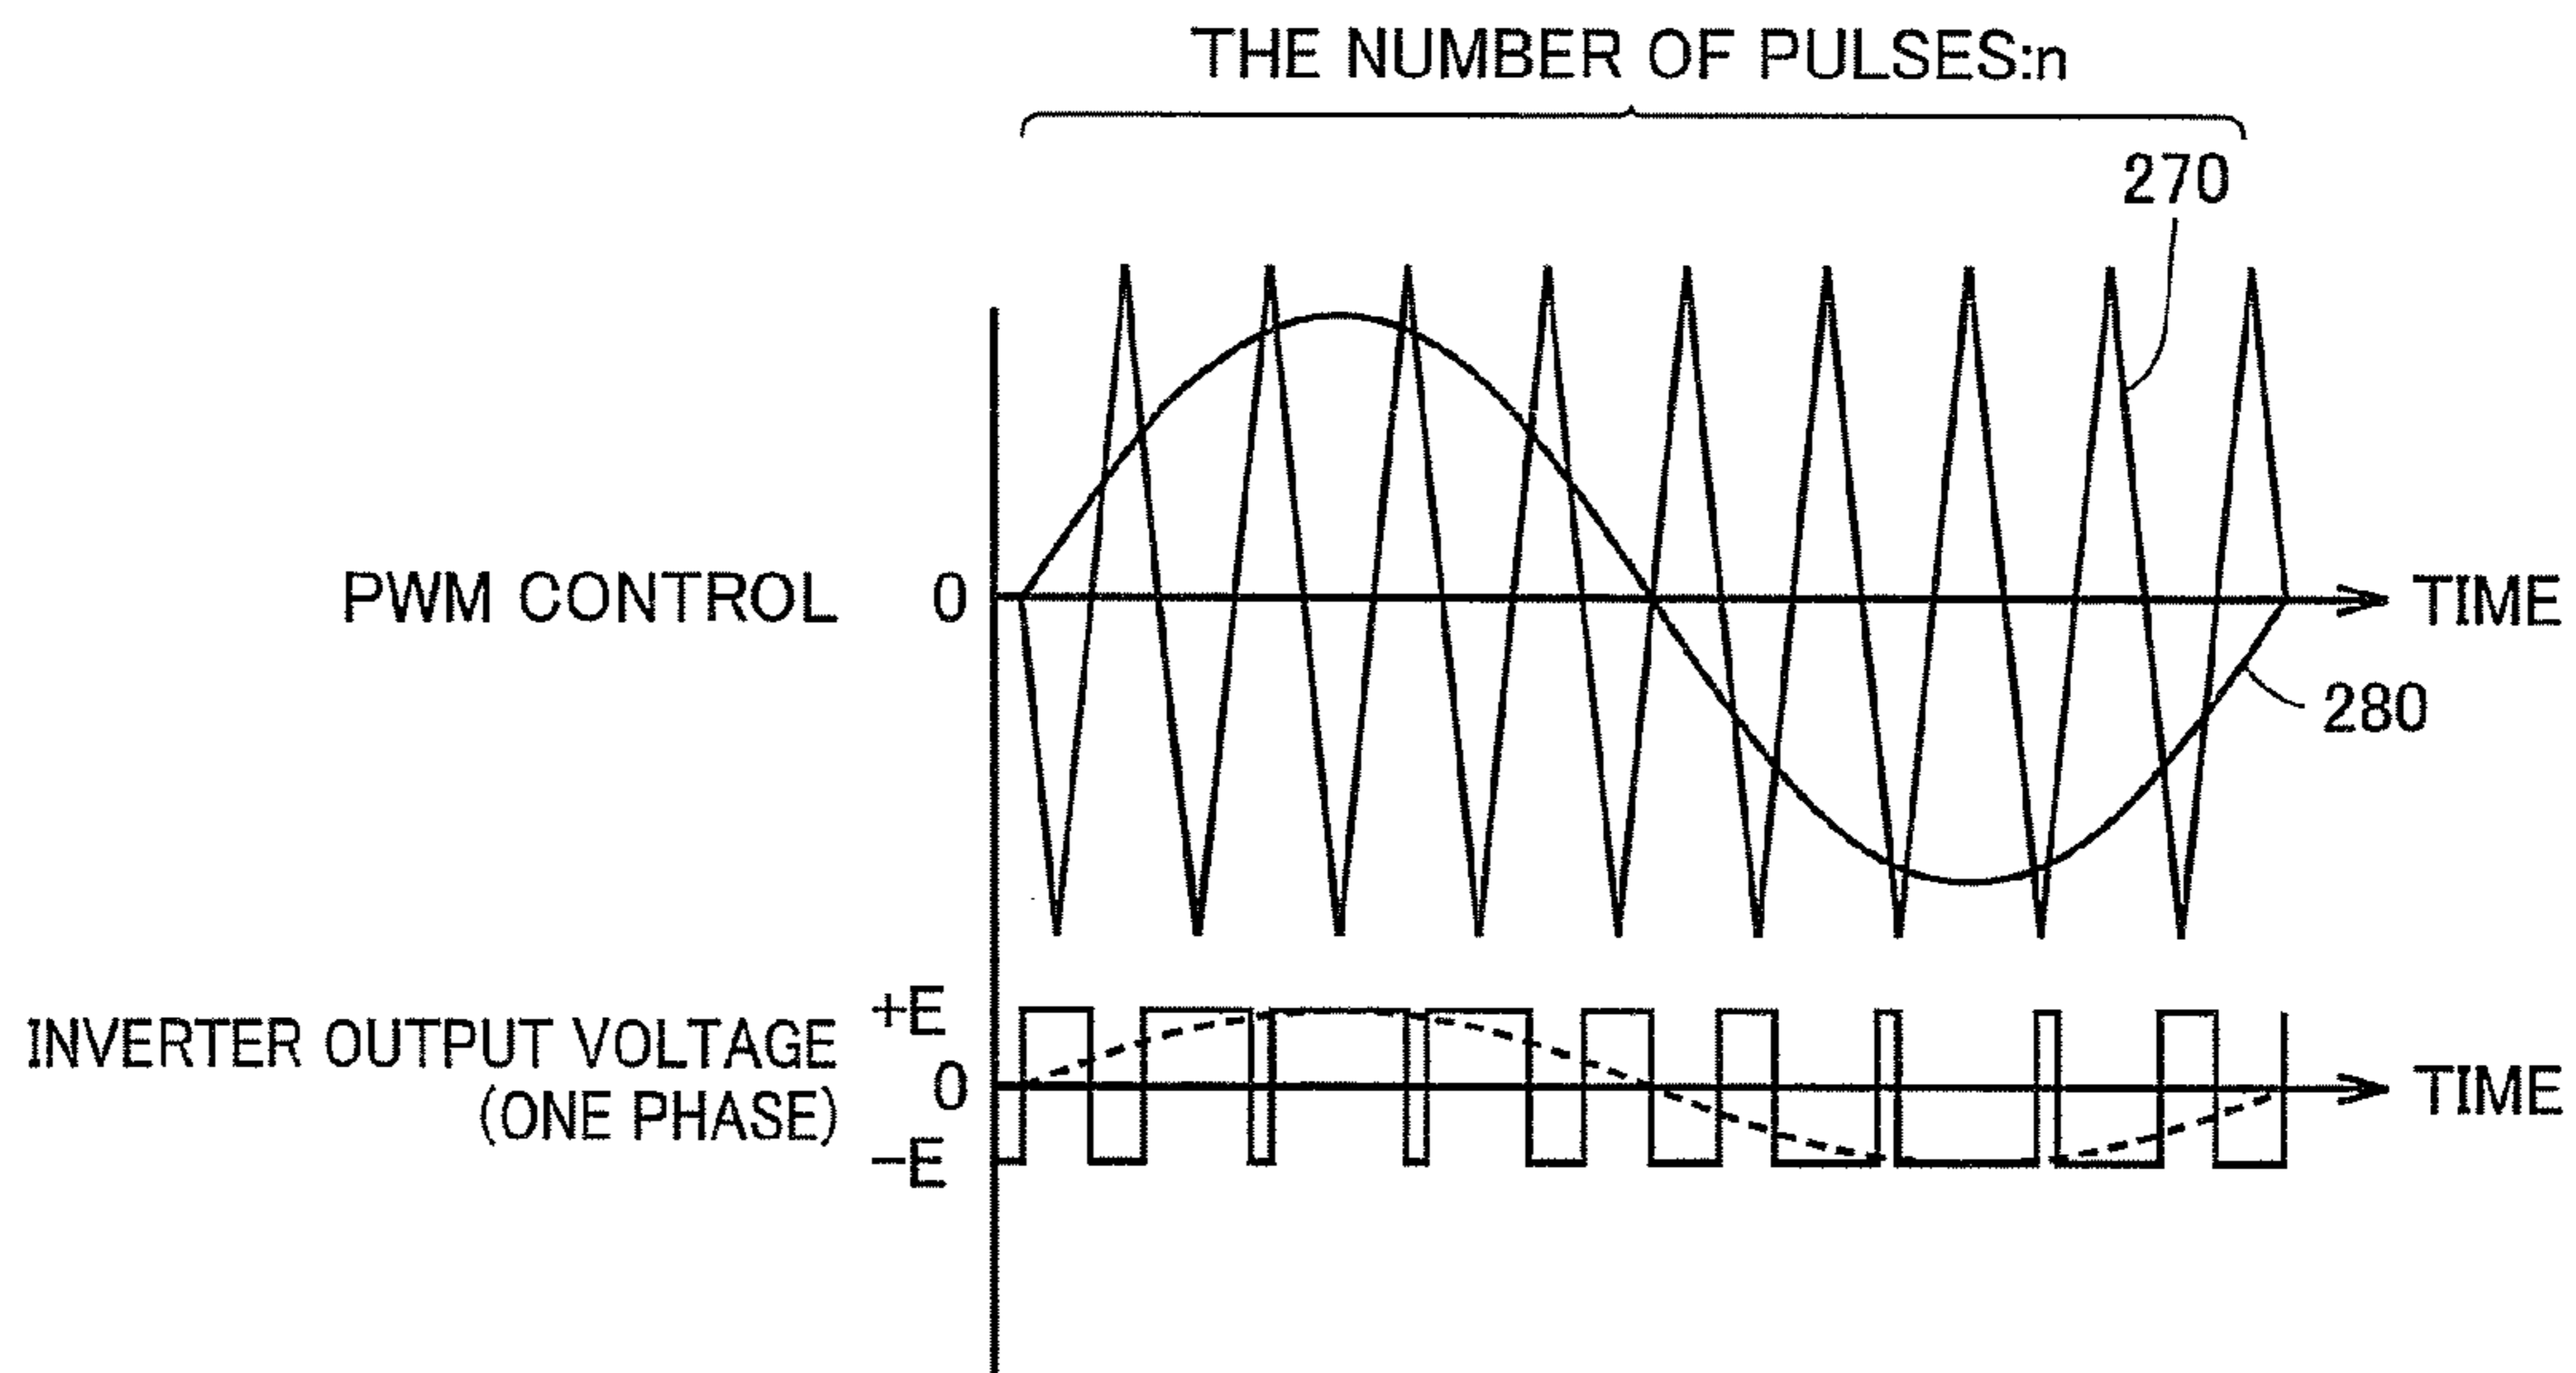 THE NUMBER OF PULSES:n
270
PWM CONTROL
0
TIME
280
+E
INVERTER OUTPUT VOLTAGE
(ONE PHASE)
0
TIME
−E